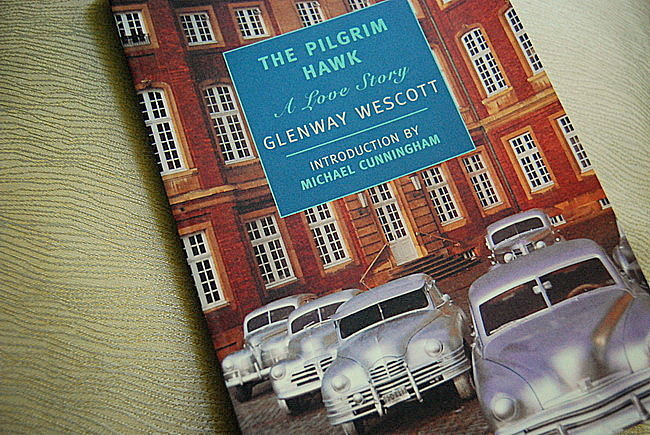 THE PILGRIM
HAWK
A Love Story
GLENWAY WESCOTT
INTRODUCTION BY
MICHAEL CUNNINGHAM